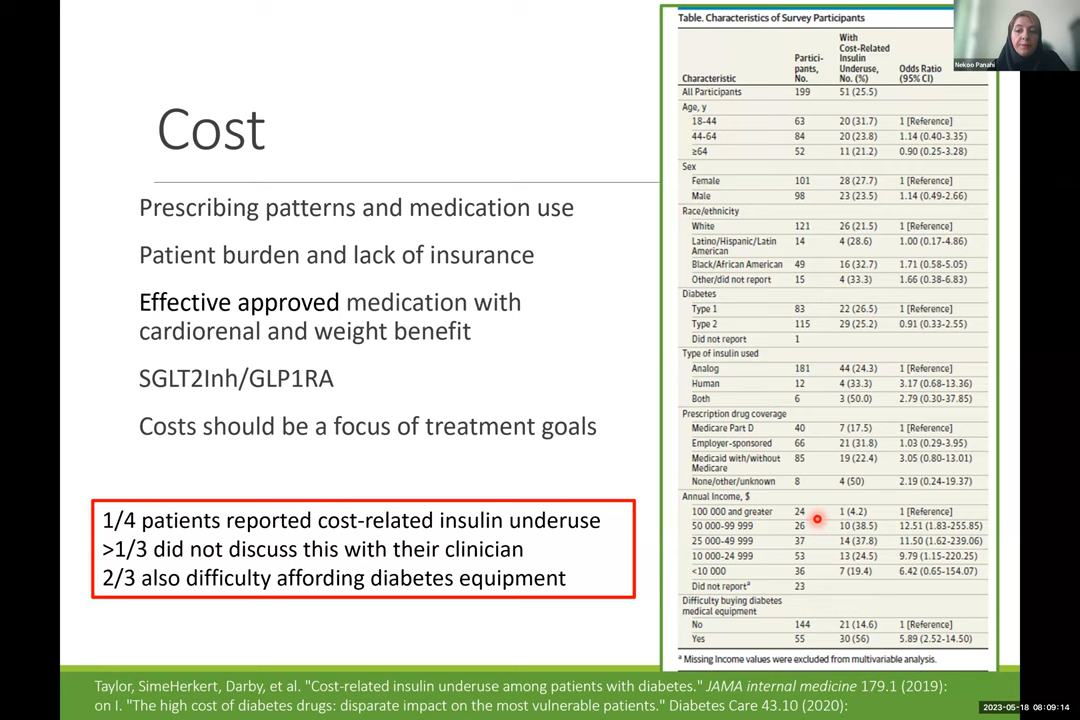 Cost
Prescribing patterns and medication use
Patient burden and lack of insurance
Effective approved medication with
cardiorenal and weight benefit
SGLT2Inh/GLP1RA
Costs should be a focus of treatment goals
1/4 patients reported cost-related insulin underuse
>1/3 did not discuss this with their clinician
2/3 also difficulty affording diabetes equipment
Table. Characteristics of Survey Participants
Characteristic Partici-pants, No. With Cost-Related Insulin Underuse, No. (%) Odds Ratio (95% CI)
All Participants 199 51 (25.5)
Age, y
18-44 63 20 (31.7) 1 [Reference]
44-64 84 20 (23.8) 1.14 (0.40-3.35)
≥64 52 11 (21.2) 0.90 (0.25-3.28)
Sex
Female 101 28 (27.7) 1 [Reference]
Male 98 23 (23.5) 1.14 (0.49-2.66)
Race/ethnicity
White 121 26 (21.5) 1 [Reference]
Latino/Hispanic/Latin American 14 4 (28.6) 1.00 (0.17-4.86)
Black/African American 49 16 (32.7) 1.71 (0.58-5.05)
Other/did not report 15 4 (33.3) 1.66 (0.38-6.83)
Diabetes
Type 1 83 22 (26.5) 1 [Reference]
Type 2 115 29 (25.2) 0.91 (0.33-2.55)
Did not report 1
Type of insulin used
Analog 181 44 (24.3) 1 [Reference]
Human 12 4 (33.3) 3.17 (0.68-13.36)
Both 6 3 (50.0) 2.79 (0.30-37.85)
Prescription drug coverage
Medicare Part D 40 7 (17.5) 1 [Reference]
Employer-sponsored 66 21 (31.8) 1.03 (0.29-3.95)
Medicaid with/without Medicare 85 19 (22.4) 3.05 (0.80-13.01)
None/other/unknown 8 4 (50) 2.19 (0.24-19.37)
Annual Income, $
100 000 and greater 24 1 (4.2) 1 [Reference]
50 000-99 999 26 10 (38.5) 12.51 (1.83-255.85)
25 000-49 999 37 14 (37.8) 11.50 (1.62-239.06)
10 000-24 999 53 13 (24.5) 9.79 (1.15-220.25)
<10 000 36 7 (19.4) 6.42 (0.65-154.07)
Did not reportᵃ 23
Difficulty buying diabetes medical equipment
No 144 21 (14.6) 1 [Reference]
Yes 55 30 (56) 5.89 (2.52-14.50)
ᵃ Missing Income values were excluded from multivariable analysis.
Nekoo Panahi
Taylor, SimeHerkert, Darby, et al. "Cost-related insulin underuse among patients with diabetes." JAMA internal medicine 179.1 (2019):
on I. "The high cost of diabetes drugs: disparate impact on the most vulnerable patients." Diabetes Care 43.10 (2020):
2023-05-18 08:09:14